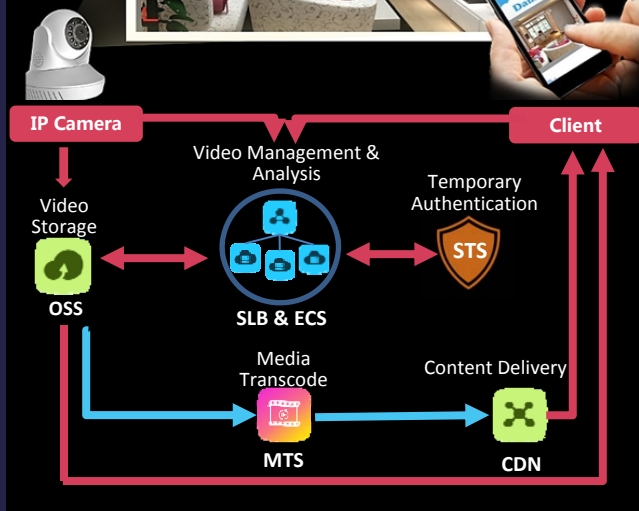 IP Camera
Client
Video Management &
Analysis
Temporary
Authentication
Video
Storage
STS
OSS
SLB & ECS
Media
Transcode
Content Delivery
MTS
CDN